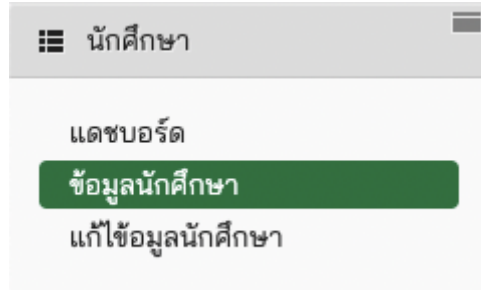 นักศึกษา
แดชบอร์ด
ข้อมูลนักศึกษา
แก้ไข้อมูลนักศึกษา